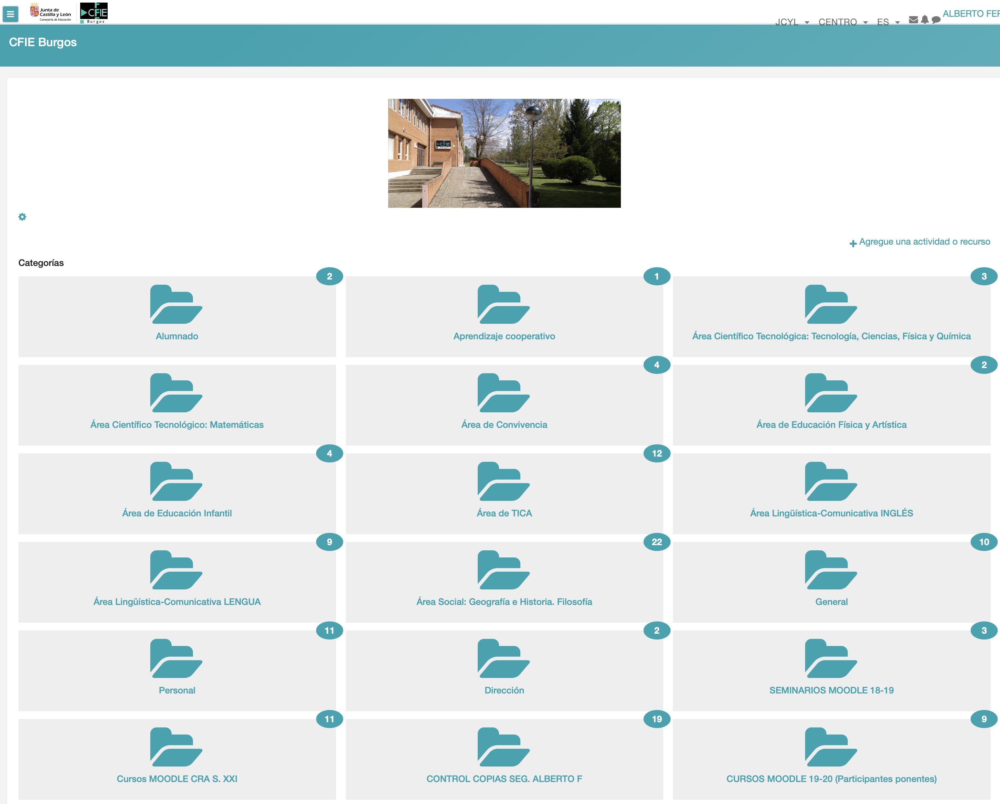 Junta de
Castilla y León
Consejería de Educación
CFIE
Burgos
JCYL
CENTRO
ES
ALBERTO FER
CFIE Burgos
CFIE
Agregue una actividad o recurso
Categorías
2
1
3
Alumnado
Aprendizaje cooperativo
Área Científico Tecnológica: Tecnología, Ciencias, Física y Química
4
2
Área Científico Tecnológico: Matemáticas
Área de Convivencia
Área de Educación Física y Artística
4
12
Área de Educación Infantil
Área de TICA
Área Lingüística-Comunicativa INGLÉS
9
22
10
Área Lingüística-Comunicativa LENGUA
Área Social: Geografía e Historia. Filosofía
General
11
2
3
Personal
Dirección
SEMINARIOS MOODLE 18-19
11
19
9
Cursos MOODLE CRA S. XXI
CONTROL COPIAS SEG. ALBERTO F
CURSOS MOODLE 19-20 (Participantes ponentes)